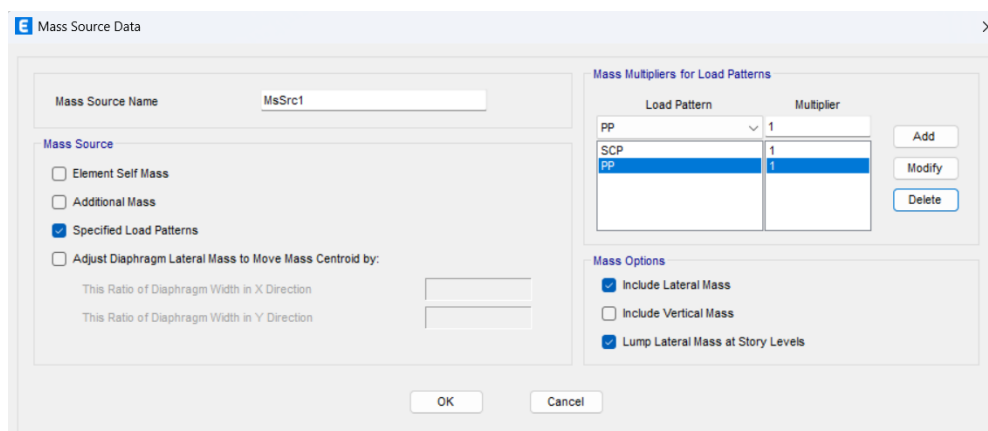 E Mass Source Data
Mass Source Name MsSrc1
Mass Source
Element Self Mass
Additional Mass
Specified Load Patterns
Adjust Diaphragm Lateral Mass to Move Mass Centroid by:
This Ratio of Diaphragm Width in X Direction
This Ratio of Diaphragm Width in Y Direction
Mass Multipliers for Load Patterns
Load Pattern Multiplier
PP 1
SCP 1
PP 1
Add
Modify
Delete
Mass Options
Include Lateral Mass
Include Vertical Mass
Lump Lateral Mass at Story Levels
OK Cancel